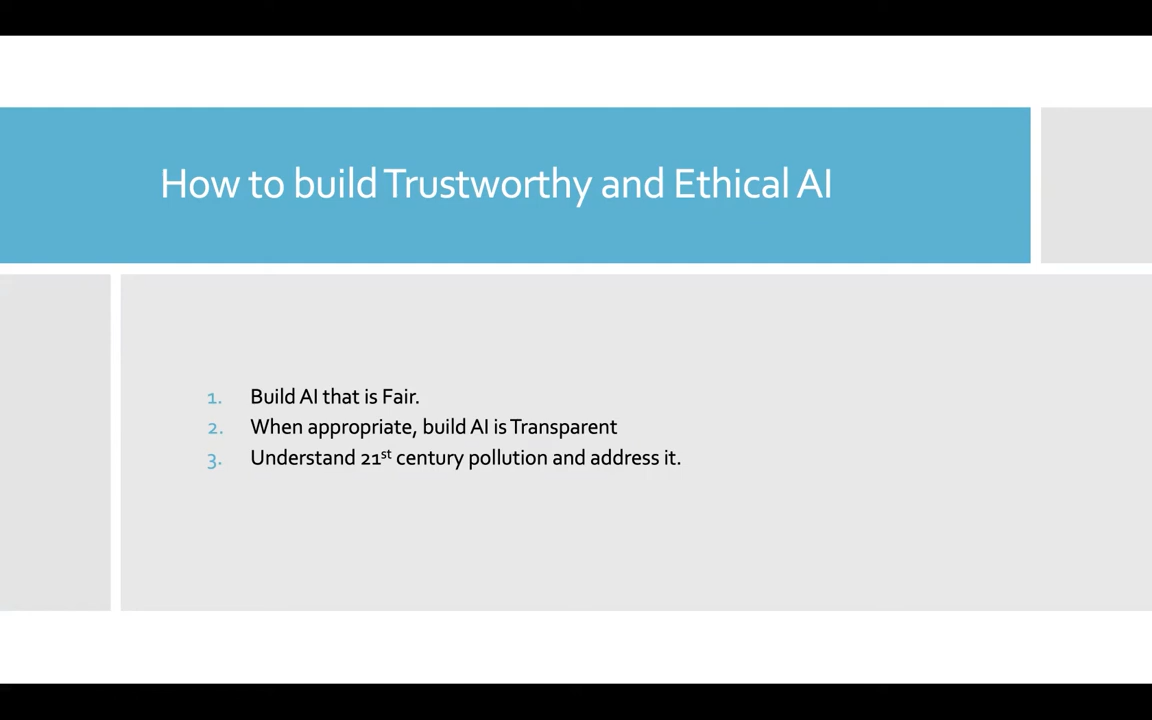 How to build Trustworthy and Ethical AI
1. Build AI that is Fair.
2. When appropriate, build AI is Transparent
3. Understand 21st century pollution and address it.